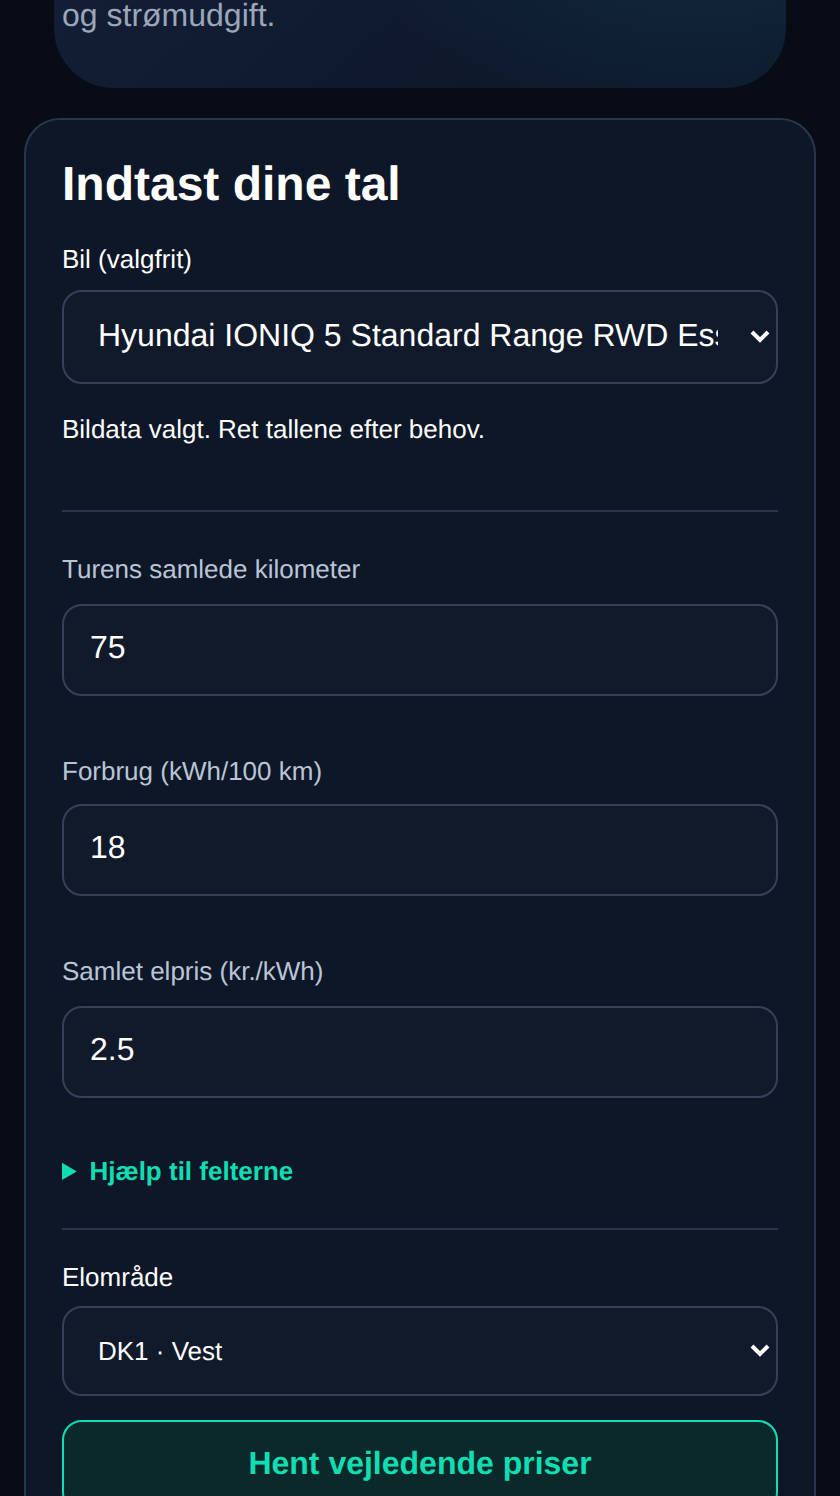 og strømudgift.
Indtast dine tal
Bil (valgfrit)
Hyundai IONIQ 5 Standard Range RWD
Bildata valgt. Ret tallene efter behov.
Turens samlede kilometer
75
Forbrug (kWh/100 km)
18
Samlet elpris (kr./kWh)
2.5
Hjælp til felterne
Elområde
DK1 · Vest
Hent vejledende priser